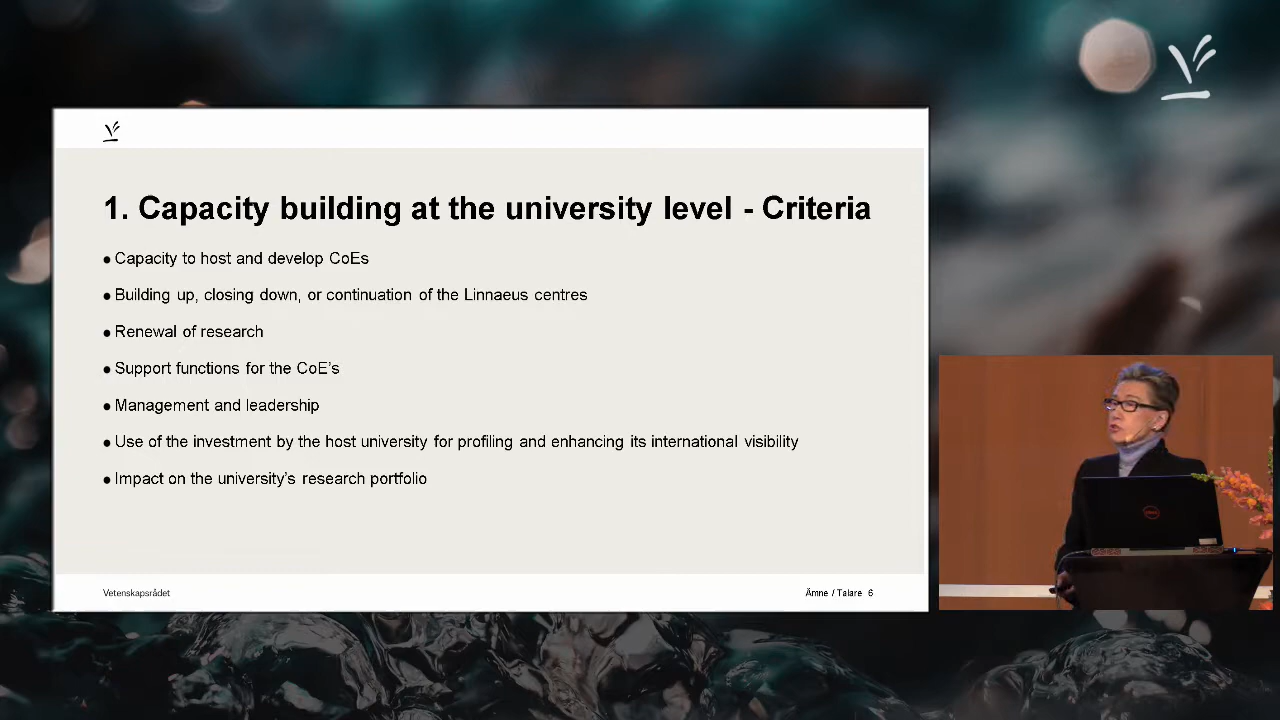 1. Capacity building at the university level - Criteria
● Capacity to host and develop CoEs
● Building up, closing down, or continuation of the Linnaeus centres
● Renewal of research
● Support functions for the CoE's
● Management and leadership
● Use of the investment by the host university for profiling and enhancing its international visibility
● Impact on the university's research portfolio
Vetenskapsrådet
Ämne / Talare 6
DELL